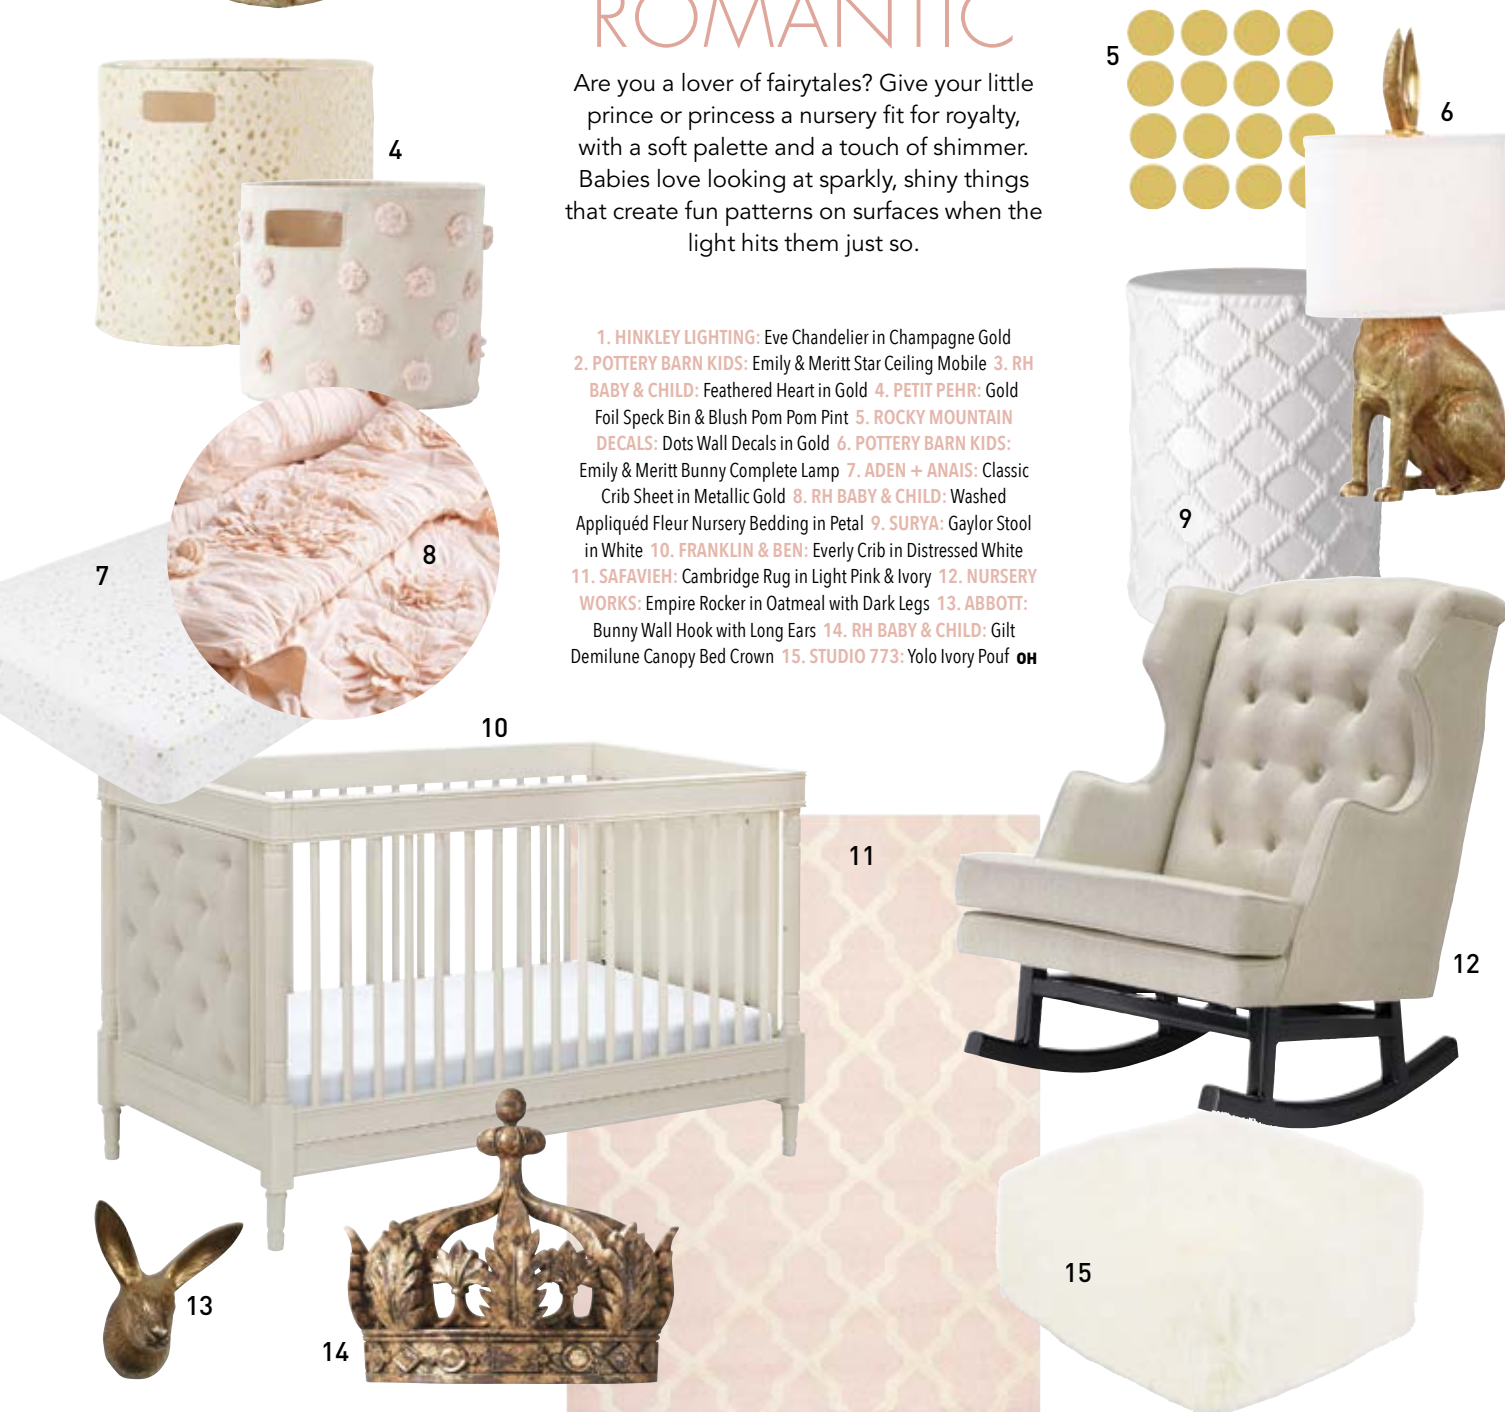 ROMANTIC
Are you a lover of fairytales? Give your little
prince or princess a nursery fit for royalty,
with a soft palette and a touch of shimmer.
Babies love looking at sparkly, shiny things
that create fun patterns on surfaces when the
light hits them just so.
1. HINKLEY LIGHTING: Eve Chandelier in Champagne Gold
2. POTTERY BARN KIDS: Emily & Meritt Star Ceiling Mobile 3. RH
BABY & CHILD: Feathered Heart in Gold 4. PETIT PEHR: Gold
Foil Speck Bin & Blush Pom Pom Pint 5. ROCKY MOUNTAIN
DECALS: Dots Wall Decals in Gold 6. POTTERY BARN KIDS:
Emily & Meritt Bunny Complete Lamp 7. ADEN + ANAIS: Classic
Crib Sheet in Metallic Gold 8. RH BABY & CHILD: Washed
Appliquéd Fleur Nursery Bedding in Petal 9. SURYA: Gaylor Stool
in White 10. FRANKLIN & BEN: Everly Crib in Distressed White
11. SAFAVIEH: Cambridge Rug in Light Pink & Ivory 12. NURSERY
WORKS: Empire Rocker in Oatmeal with Dark Legs 13. ABBOTT:
Bunny Wall Hook with Long Ears 14. RH BABY & CHILD: Gilt
Demilune Canopy Bed Crown 15. STUDIO 773: Yolo Ivory Pouf OH
4
5
6
7
8
9
10
11
12
13
14
15